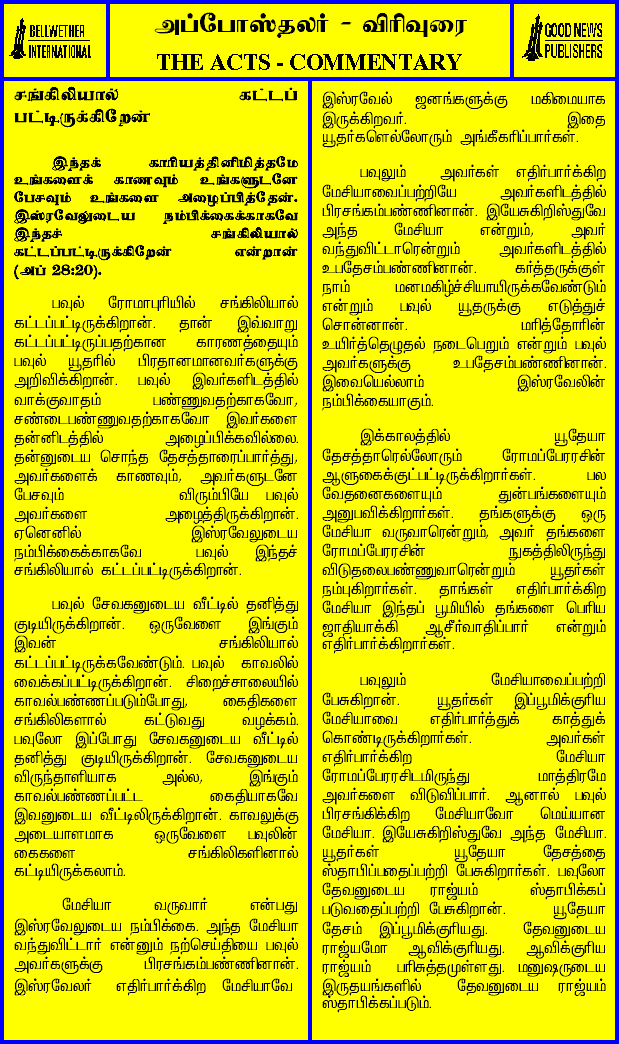 BELLWETHER
INTERNATIONAL
அப்போஸ்தலர் - விரிவுரை
THE ACTS - COMMENTARY
GOOD NEWS
PUBLISHERS
சங்கிலியால் கட்டப்
பட்டிருக்கிறேன்
இந்தக் காரியத்தினிமித்தமே
உங்களைக் காணவும் உங்களுடனே
பேசவும் உங்களை அழைப்பித்தேன்.
இஸ்ரவேலுடைய நம்பிக்கைக்காகவே
இந்தச் சங்கிலியால்
கட்டப்பட்டிருக்கிறேன் என்றான்
(அப் 28:20).
பவுல் ரோமாபுரியில் சங்கிலியால்
கட்டப்பட்டிருக்கிறான். தான் இவ்வாறு
கட்டப்பட்டிருப்பதற்கான காரணத்தையும்
பவுல் யூதரில் பிரதானமானவர்களுக்கு
அறிவிக்கிறான். பவுல் இவர்களிடத்தில்
வாக்குவாதம் பண்ணுவதற்காகவோ,
சண்டைபண்ணுவதற்காகவோ இவர்களை
தன்னிடத்தில் அழைப்பிக்கவில்லை.
தன்னுடைய சொந்த தேசத்தாரைப்பார்த்து,
அவர்களைக் காணவும், அவர்களுடனே
பேசவும் விரும்பியே பவுல்
அவர்களை அழைத்திருக்கிறான்.
ஏனெனில் இஸ்ரவேலுடைய
நம்பிக்கைக்காகவே பவுல் இந்தச்
சங்கிலியால் கட்டப்பட்டிருக்கிறான்.
பவுல் சேவகனுடைய வீட்டில் தனித்து
குடியிருக்கிறான். ஒருவேளை இங்கும்
இவன் சங்கிலியால்
கட்டப்பட்டிருக்கவேண்டும். பவுல் காவலில்
வைக்கப்பட்டிருக்கிறான். சிறைச்சாலையில்
காவல்பண்ணப்படும்போது, கைதிகளை
சங்கிலிகளால் கட்டுவது வழக்கம்.
பவுலோ இப்போது சேவகனுடைய வீட்டில்
தனித்து குடியிருக்கிறான். சேவகனுடைய
விருந்தாளியாக அல்ல, இங்கும்
காவல்பண்ணப்பட்ட கைதியாகவே
இவனுடைய வீட்டிலிருக்கிறான். காவலுக்கு
அடையாளமாக ஒருவேளை பவுலின்
கைகளை சங்கிலிகளினால்
கட்டியிருக்கலாம்.
மேசியா வருவார் என்பது
இஸ்ரவேலுடைய நம்பிக்கை. அந்த மேசியா
வந்துவிட்டார் என்னும் நற்செய்தியை பவுல்
அவர்களுக்கு பிரசங்கம்பண்ணினான்.
இஸ்ரவேலர் எதிர்பார்க்கிற மேசியாவே
இஸ்ரவேல் ஜனங்களுக்கு மகிமையாக
இருக்கிறவர். இதை
யூதர்களெல்லோரும் அங்கீகரிப்பார்கள்.
பவுலும் அவர்கள் எதிர்பார்க்கிற
மேசியாவைப்பற்றியே அவர்களிடத்தில்
பிரசங்கம்பண்ணினான். இயேசுகிறிஸ்துவே
அந்த மேசியா என்றும், அவர்
வந்துவிட்டாரென்றும் அவர்களிடத்தில்
உபதேசம்பண்ணினான். கர்த்தருக்குள்
நாம் மனமகிழ்ச்சியாயிருக்கவேண்டும்
என்றும் பவுல் யூதருக்கு எடுத்துச்
சொன்னான். மரித்தோரின்
உயிர்த்தெழுதல் நடைபெறும் என்றும் பவுல்
அவர்களுக்கு உபதேசம்பண்ணினான்.
இவையெல்லாம் இஸ்ரவேலின்
நம்பிக்கையாகும்.
இக்காலத்தில் யூதேயா
தேசத்தாரெல்லோரும் ரோமப்பேரரசின்
ஆளுகைக்குட்பட்டிருக்கிறார்கள். பல
வேதனைகளையும் துன்பங்களையும்
அனுபவிக்கிறார்கள். தங்களுக்கு ஒரு
மேசியா வருவாரென்றும், அவர் தங்களை
ரோமப்பேரரசின் நுகத்திலிருந்து
விடுதலைபண்ணுவாரென்றும் யூதர்கள்
நம்புகிறார்கள். தாங்கள் எதிர்பார்க்கிற
மேசியா இந்தப் பூமியில் தங்களை பெரிய
ஜாதியாக்கி ஆசீர்வாதிப்பார் என்றும்
எதிர்பார்க்கிறார்கள்.
பவுலும் மேசியாவைப்பற்றி
பேசுகிறான். யூதர்கள் இப்பூமிக்குரிய
மேசியாவை எதிர்பார்த்துக் காத்துக்
கொண்டிருக்கிறார்கள். அவர்கள்
எதிர்பார்க்கிற மேசியா
ரோமப்பேரரசிடமிருந்து மாத்திரமே
அவர்களை விடுவிப்பார். ஆனால் பவுல்
பிரசங்கிக்கிற மேசியாவோ மெய்யான
மேசியா. இயேசுகிறிஸ்துவே அந்த மேசியா.
யூதர்கள் யூதேயா தேசத்தை
ஸ்தாபிப்பதைப்பற்றி பேசுகிறார்கள். பவுலோ
தேவனுடைய ராஜ்யம் ஸ்தாபிக்கப்
படுவதைப்பற்றி பேசுகிறான். யூதேயா
தேசம் இப்பூமிக்குரியது. தேவனுடைய
ராஜ்யமோ ஆவிக்குரியது. ஆவிக்குரிய
ராஜ்யம் பரிசுத்தமுள்ளது. மனுஷருடைய
இருதயங்களில் தேவனுடைய ராஜ்யம்
ஸ்தாபிக்கப்படும்.